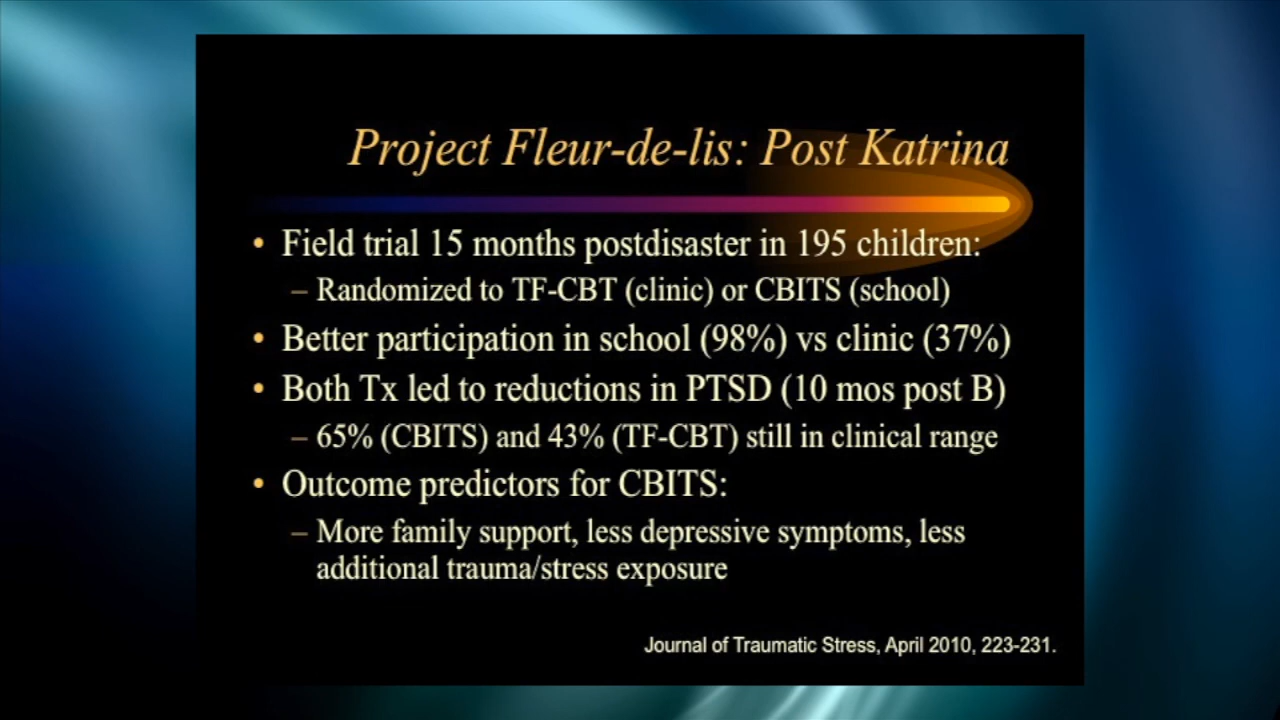 Project Fleur-de-lis: Post Katrina
• Field trial 15 months postdisaster in 195 children:
– Randomized to TF-CBT (clinic) or CBITS (school)
• Better participation in school (98%) vs clinic (37%)
• Both Tx led to reductions in PTSD (10 mos post B)
– 65% (CBITS) and 43% (TF-CBT) still in clinical range
• Outcome predictors for CBITS:
– More family support, less depressive symptoms, less
additional trauma/stress exposure
Journal of Traumatic Stress, April 2010, 223-231.